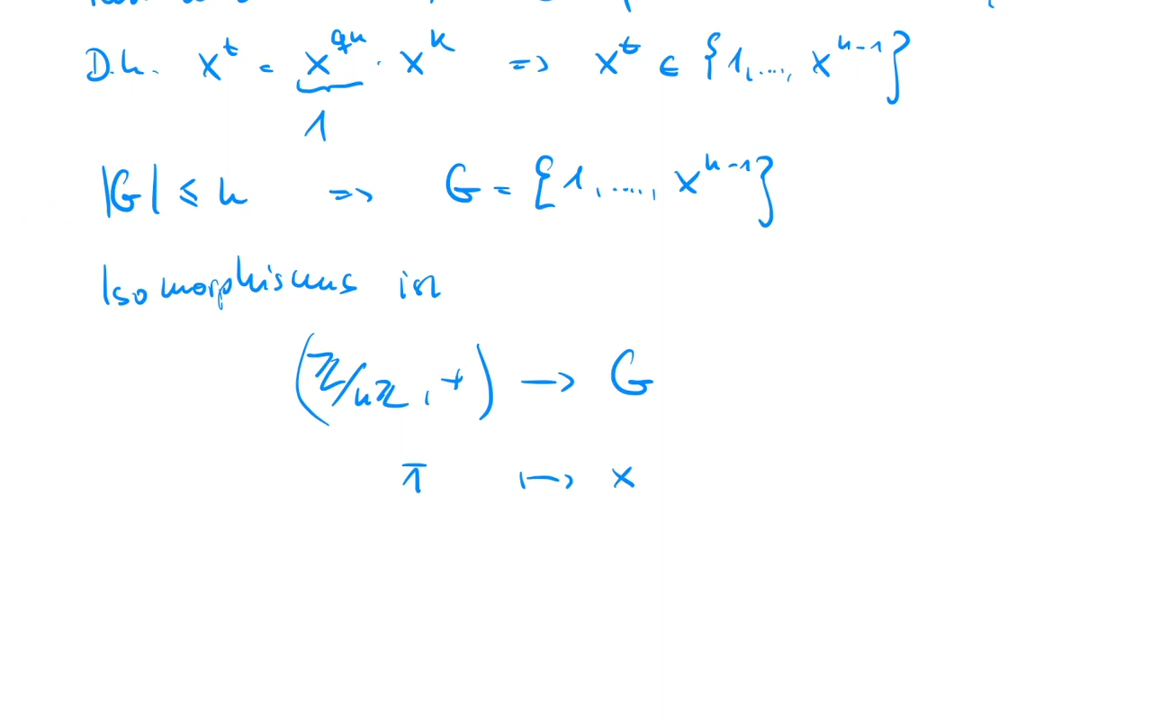 D.h. x^t = x^{qn} · x^k => x^t ∈ {1, ..., x^{n-1}}
1
|G| ≤ n => G = {1, ....., x^{n-1}}
Isomorphismus ist
(ℤ/nℤ, +) → G
1̄ ↦ x